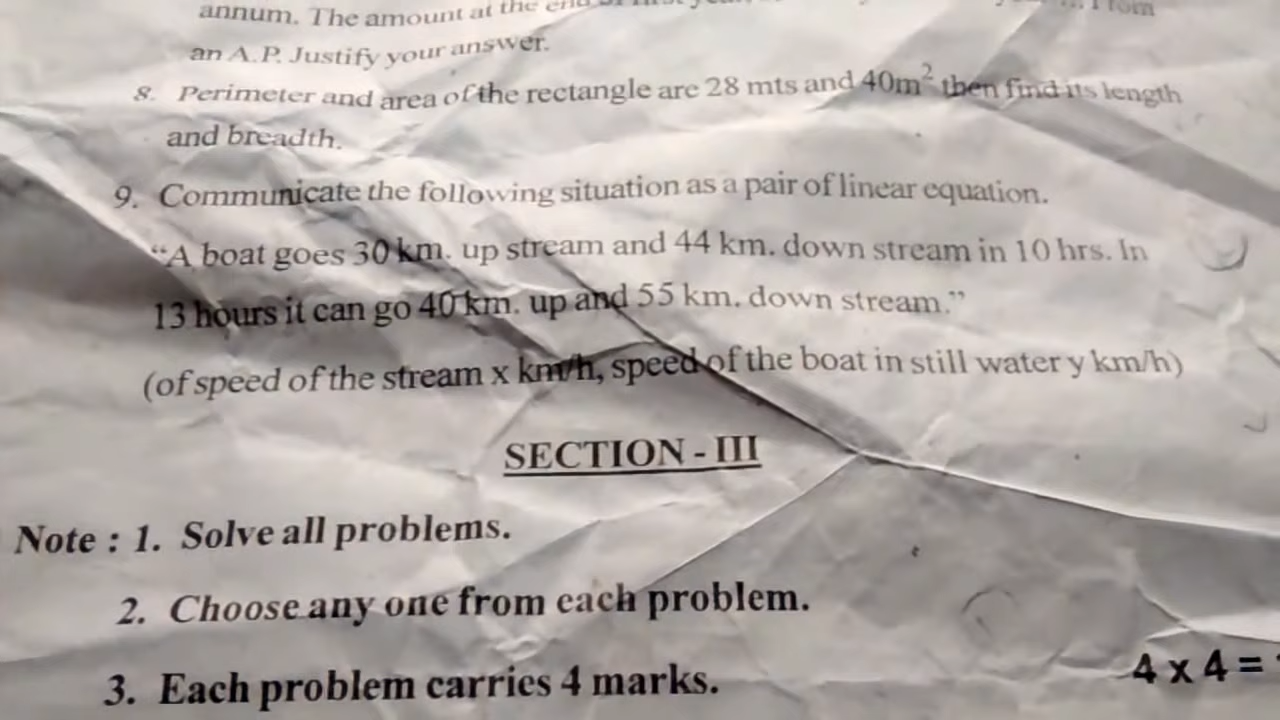 annum. The amount at the end
an A.P. Justify your answer.
8. Perimeter and area of the rectangle are 28 mts and 40m² then find its length
and breadth.
9. Communicate the following situation as a pair of linear equation.
“A boat goes 30 km. up stream and 44 km. down stream in 10 hrs. In
13 hours it can go 40 km. up and 55 km. down stream.”
(of speed of the stream x km/h, speed of the boat in still water y km/h)
SECTION - III
Note : 1. Solve all problems.
2. Choose any one from each problem.
3. Each problem carries 4 marks.
4 x 4 =